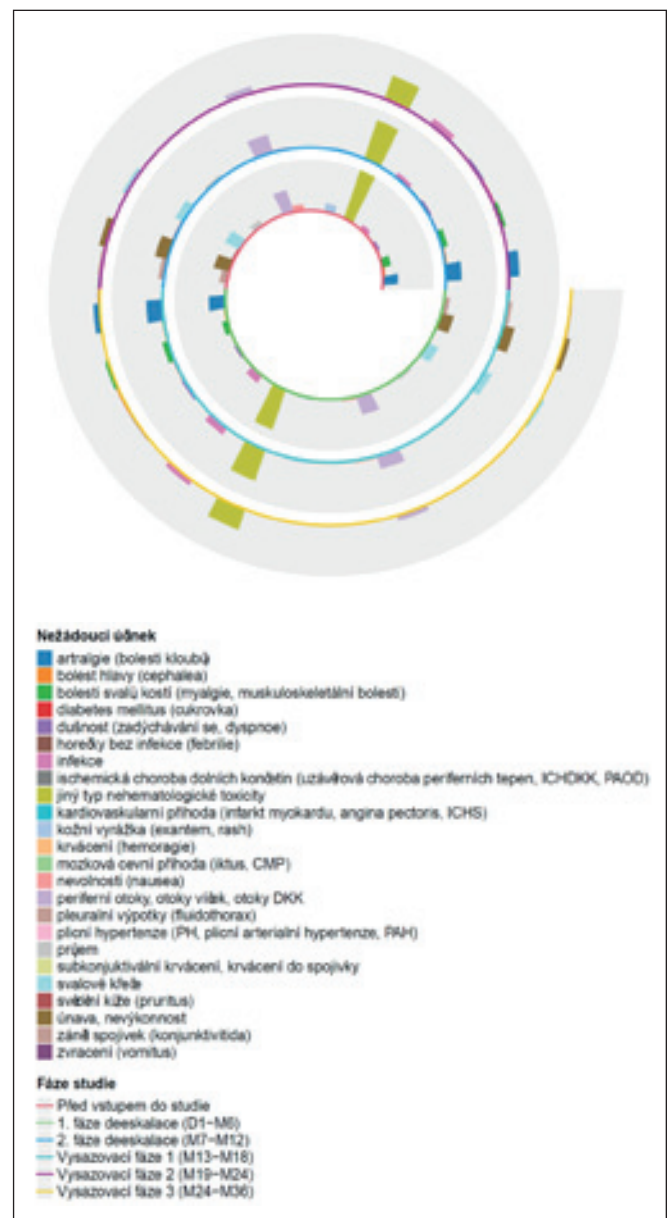 Nežádoucí účinek
artralgie (bolesti kloubů)
bolest hlavy (cephalea)
bolesti svalů, kostí (myalgie, muskuloskeletální bolesti)
diabetes mellitus (cukrovka)
dušnost (zadýchávání se, dyspnoe)
horečky bez infekce (febrilie)
infekce
ischemická choroba dolních končetin (uzávěrová choroba periferních tepen, ICHDKK, PAOD)
jiný typ nehematologické toxicity
kardiovaskularní příhoda (infarkt myokardu, angina pectoris, ICHS)
kožní vyrážka (exantem, rash)
krvácení (hemoragie)
mozková cevní příhoda (iktus, CMP)
nevolnosti (nausea)
periferní otoky, otoky víček, otoky DKK
pleuralní výpotky (fluidothorax)
plicní hypertenze (PH, plicní arterialní hypertenze, PAH)
průjem
subkonjuktivální krvácení, krvácení do spojivky
svalové křeče
svědění kůže (pruritus)
únava, nevýkonnost
zánět spojivek (konjunktivitida)
zvracení (vomitus)
Fáze studie
Před vstupem do studie
1. fáze deeskalace (D1–M6)
2. fáze deeskalace (M7–M12)
Vysazovací fáze 1 (M13–M18)
Vysazovací fáze 2 (M19–M24)
Vysazovací fáze 3 (M24–M36)